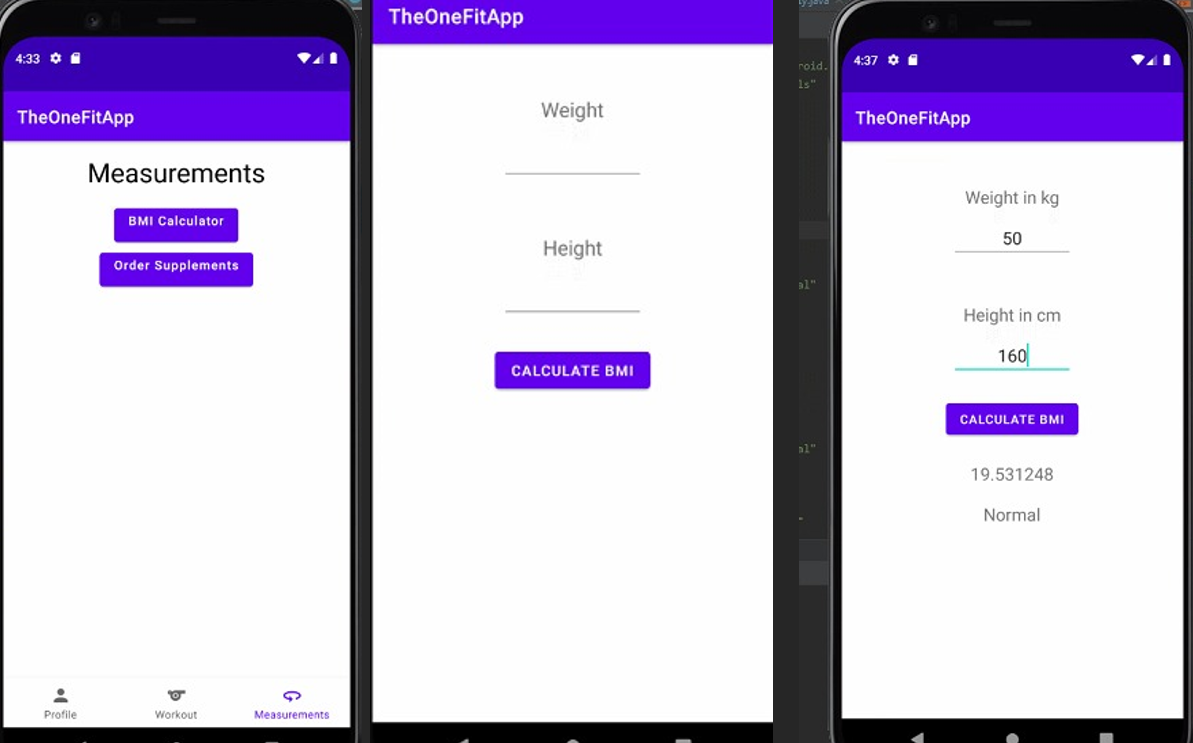 4:33
TheOneFitApp
Measurements
BMI Calculator
Order Supplements
Profile
Workout
Measurements
TheOneFitApp
Weight
Height
CALCULATE BMI
y.java
roid.
ls"
al"
al"
4:37
TheOneFitApp
Weight in kg
50
Height in cm
160
CALCULATE BMI
19.531248
Normal